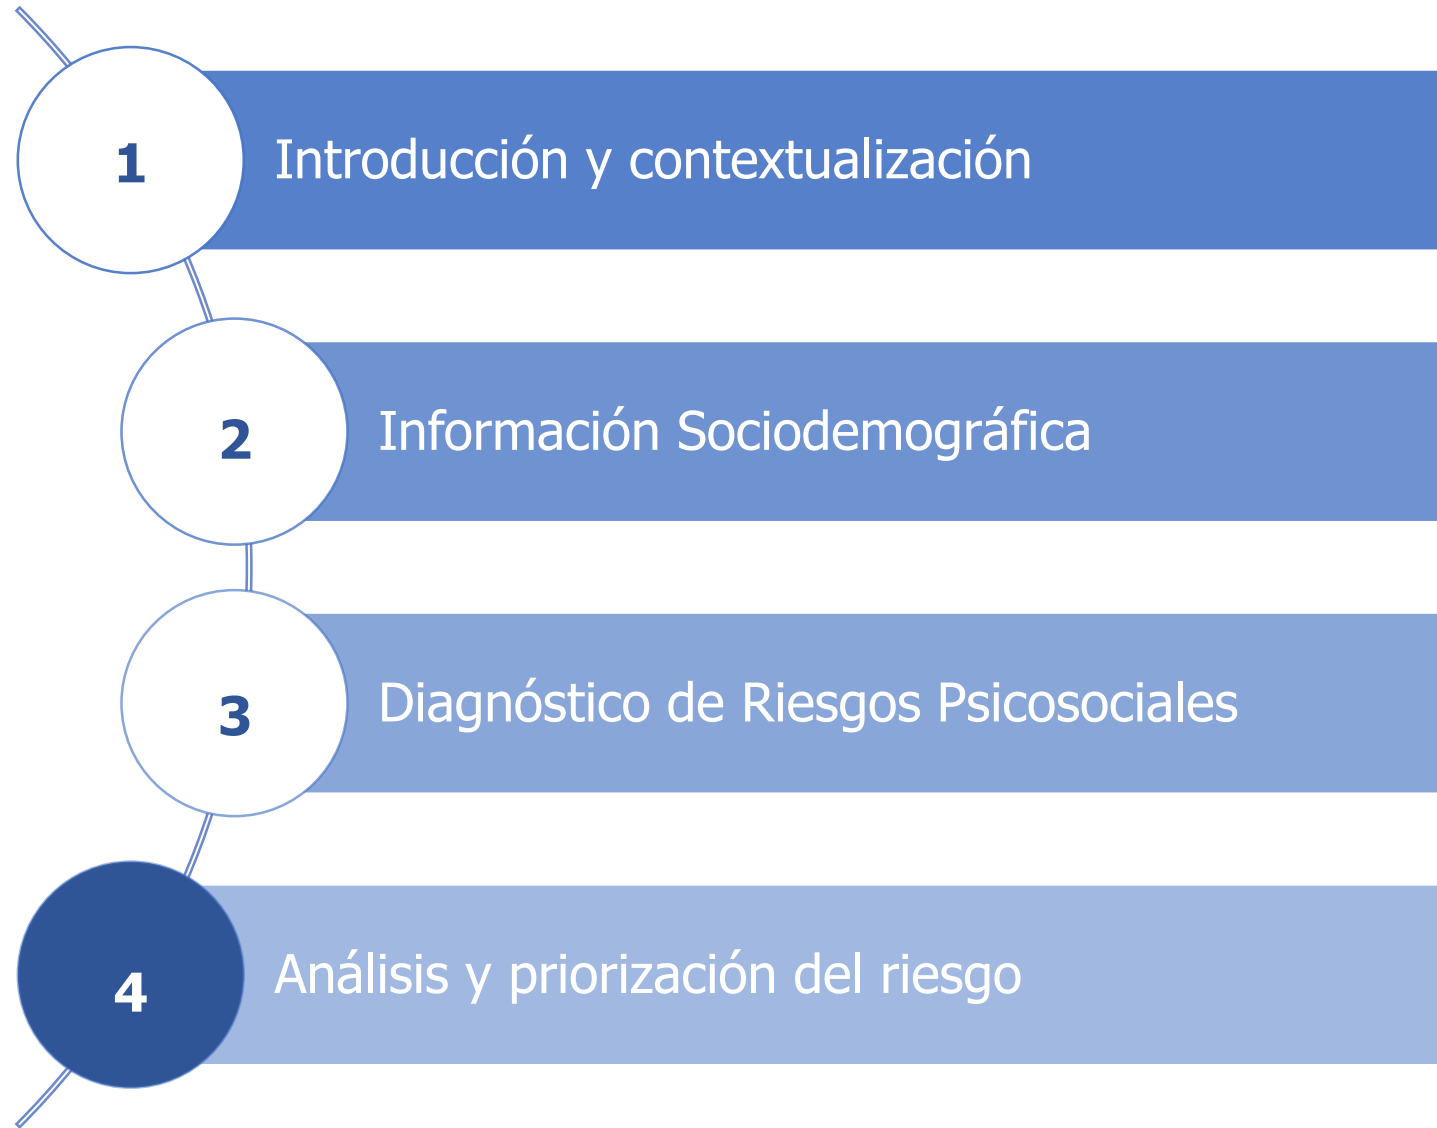 1
Introducción y contextualización
2
Información Sociodemográfica
3
Diagnóstico de Riesgos Psicosociales
4
Análisis y priorización del riesgo